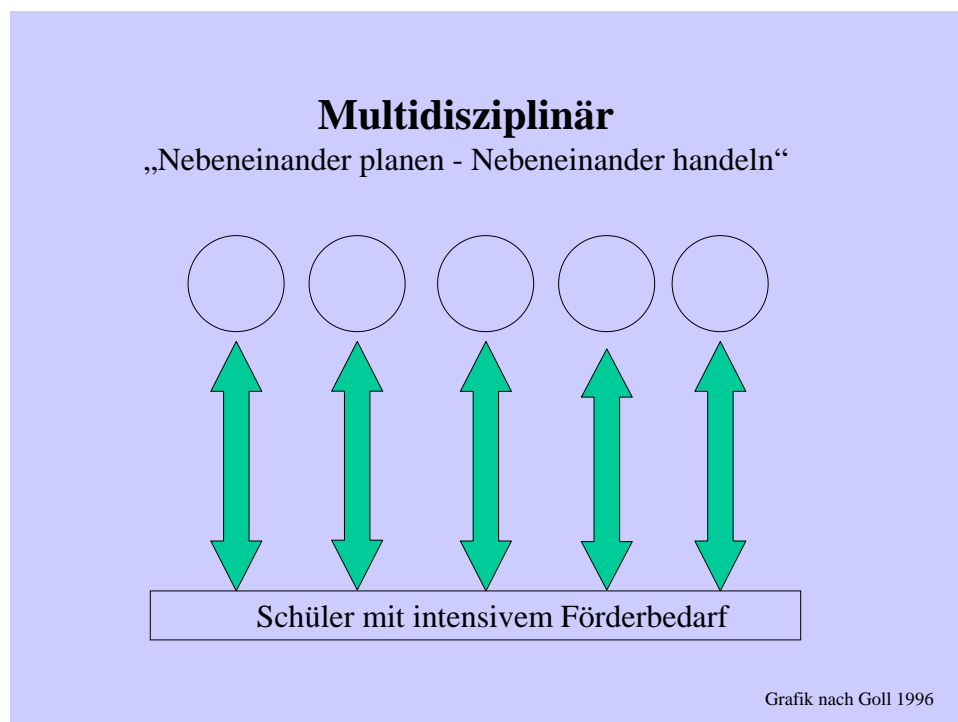 Multidisziplinär
„Nebeneinander planen - Nebeneinander handeln“
Schüler mit intensivem Förderbedarf
Grafik nach Goll 1996